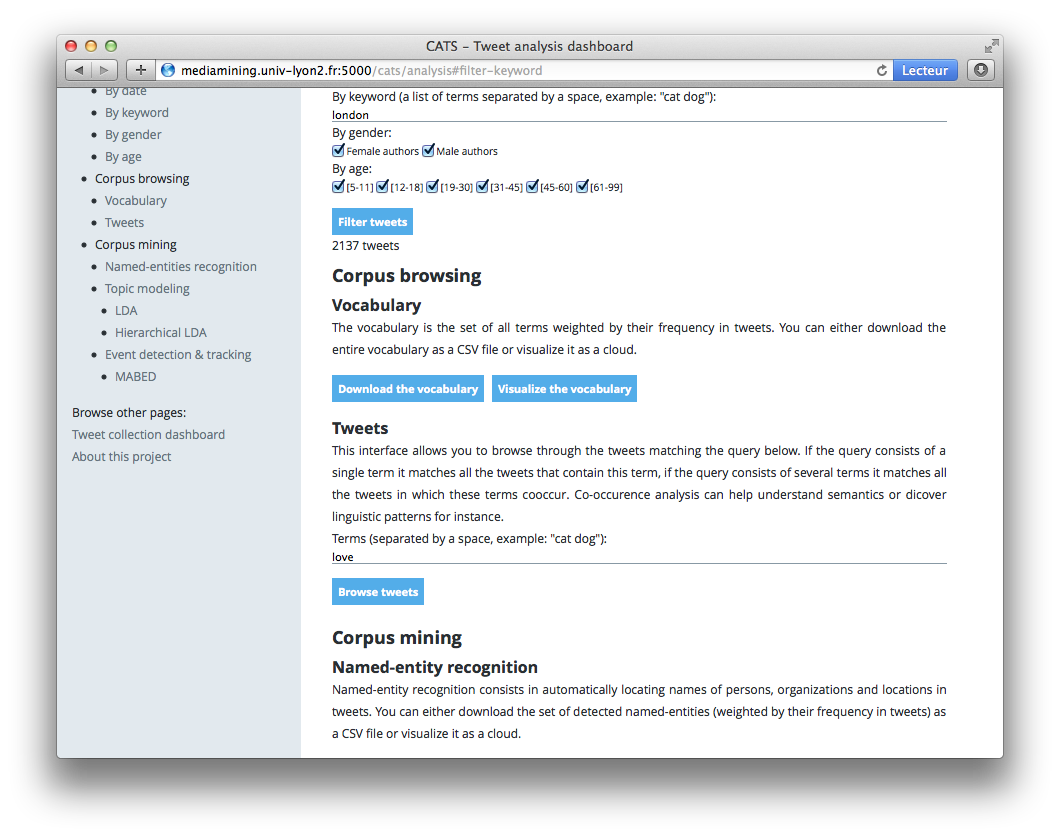 CATS – Tweet analysis dashboard
mediamining.univ-lyon2.fr:5000/cats/analysis#filter-keyword
Lecteur
By date
By keyword
By gender
By age
Corpus browsing
Vocabulary
Tweets
Corpus mining
Named-entities recognition
Topic modeling
LDA
Hierarchical LDA
Event detection & tracking
MABED
Browse other pages:
Tweet collection dashboard
About this project
By keyword (a list of terms separated by a space, example: "cat dog"):
london
By gender:
Female authors Male authors
By age:
[5-11] [12-18] [19-30] [31-45] [45-60] [61-99]
Filter tweets
2137 tweets
Corpus browsing
Vocabulary
The vocabulary is the set of all terms weighted by their frequency in tweets. You can either download the
entire vocabulary as a CSV file or visualize it as a cloud.
Download the vocabulary Visualize the vocabulary
Tweets
This interface allows you to browse through the tweets matching the query below. If the query consists of a
single term it matches all the tweets that contain this term, if the query consists of several terms it matches all
the tweets in which these terms cooccur. Co-occurence analysis can help understand semantics or dicover
linguistic patterns for instance.
Terms (separated by a space, example: "cat dog"):
love
Browse tweets
Corpus mining
Named-entity recognition
Named-entity recognition consists in automatically locating names of persons, organizations and locations in
tweets. You can either download the set of detected named-entities (weighted by their frequency in tweets) as
a CSV file or visualize it as a cloud.